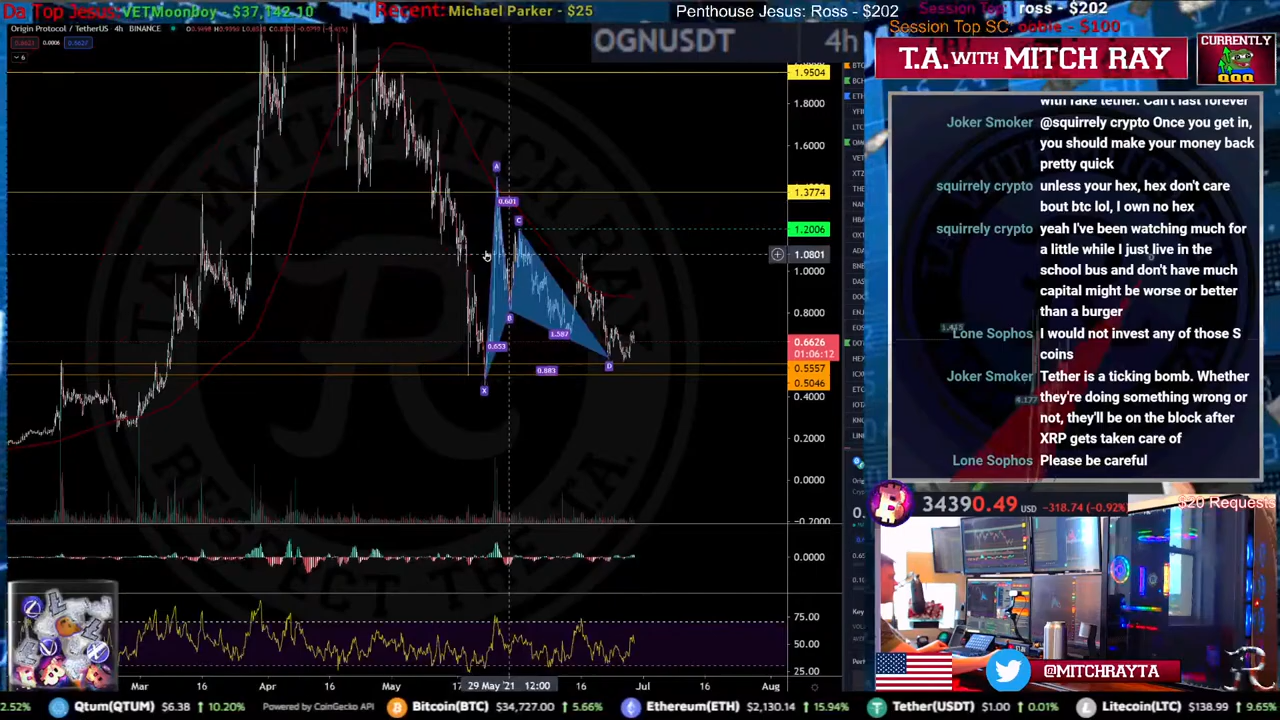 Da Top Jesus: VETMoonBoy - $37,142.10
Recent: Michael Parker - $25
Penthouse Jesus: Ross - $202
Session Top: ross - $202
Session Top SC: oobie - $100
Origin Protocol / TetherUS · 4h · BINANCE
0.0006
6
OGNUSDT 4h
T.A. WITH MITCH RAY
CURRENTLY
1.9504
1.8000
1.6000
1.3774
1.2006
1.0801
1.0000
0.8000
0.6626
01:06:12
0.5557
0.5046
0.4000
0.2000
0.0000
-0.7000
0.0000
75.00
50.00
25.00
A
0.601
C
B
0.653
1.587
0.883
D
X
Mar
16
Apr
16
May
17
29 May '21 12:00
16
Jul
16
Aug
with fake tether. Can't last forever
Joker Smoker @squirrely crypto Once you get in,
you should make your money back
pretty quick
squirrely crypto unless your hex, hex don't care
bout btc lol, I own no hex
squirrely crypto yeah I've been watching much for
a little while I just live in the
school bus and don't have much
capital might be worse or better
than a burger
Lone Sophos I would not invest any of those S
coins
Joker Smoker Tether is a ticking bomb. Whether
they're doing something wrong or
not, they'll be on the block after
XRP gets taken care of
Lone Sophos Please be careful
34390.49 USD -318.74 (-0.92%)
$20 Requests
@MITCHRAYTA
2.52%
Qtum(QTUM) $6.38 ↑ 10.20%
Powered by CoinGecko API
Bitcoin(BTC) $34,727.00 ↑ 5.66%
Ethereum(ETH) $2,130.14 ↑ 15.94%
Tether(USDT) $1.00 ↑ 0.01%
Litecoin(LTC) $138.99 ↑ 9.65%